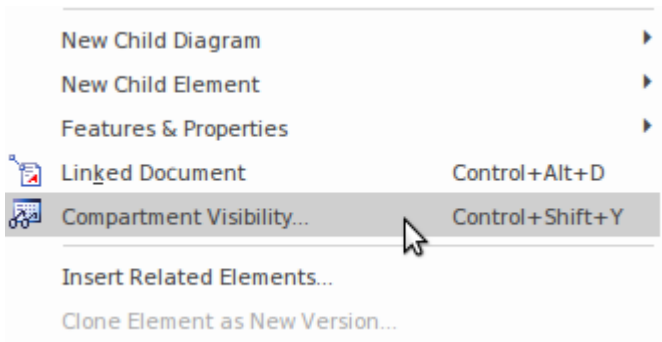 New Child Diagram
New Child Element
Features & Properties
Linked Document Control+Alt+D
Compartment Visibility... Control+Shift+Y
Insert Related Elements...
Clone Element as New Version...